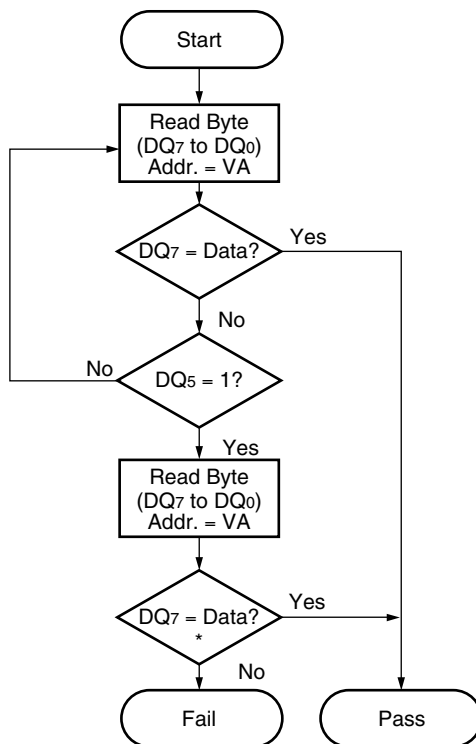 Start
Read Byte
(DQ7 to DQ0)
Addr. = VA
DQ7 = Data?
Yes
No
DQ5 = 1?
No
Yes
Read Byte
(DQ7 to DQ0)
Addr. = VA
DQ7 = Data?
*
Yes
No
Fail
Pass